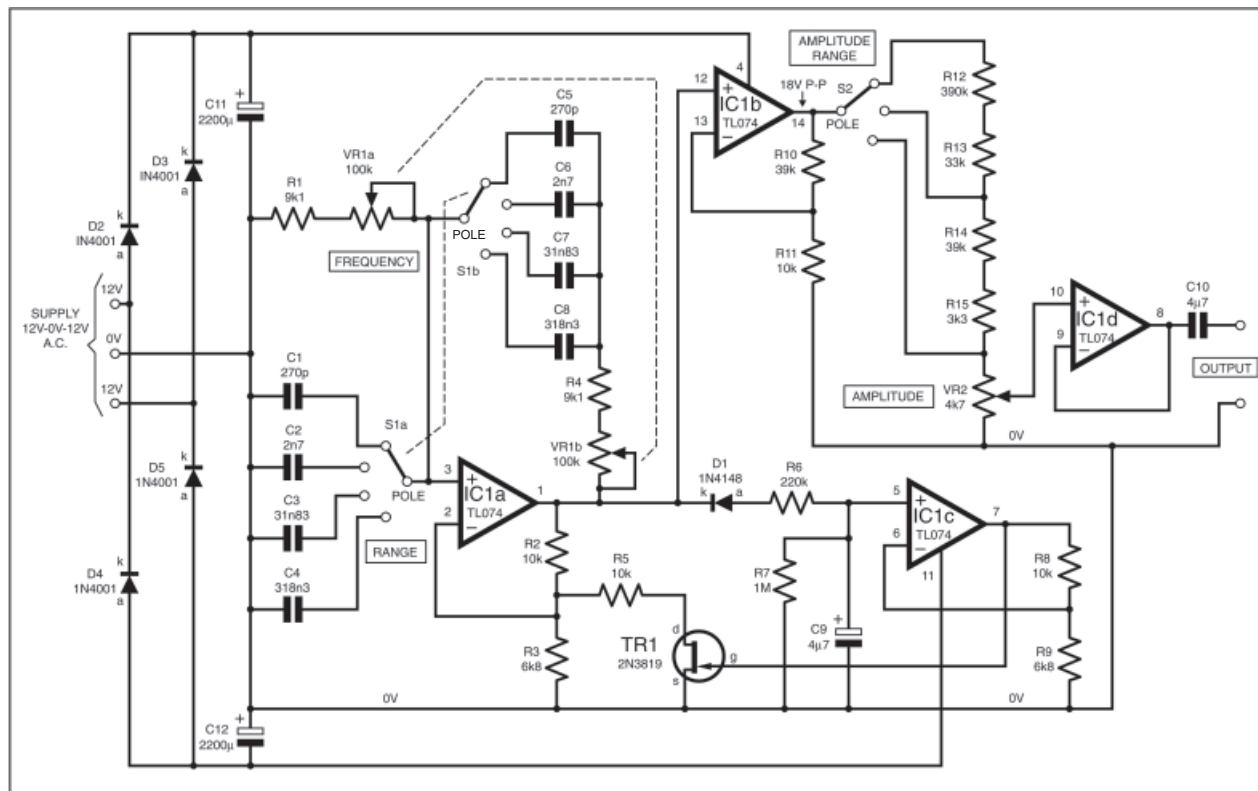 C11
2200µ
+
D3
IN4001
k
a
D2
IN4001
k
a
SUPPLY
12V-0V-12V
A.C.
12V
0V
12V
D5
1N4001
k
a
D4
1N4001
k
a
C12
2200µ
+
R1
9k1
VR1a
100k
FREQUENCY
POLE
S1b
C5
270p
C6
2n7
C7
31n83
C8
318n3
R4
9k1
VR1b
100k
C1
270p
C2
2n7
C3
31n83
C4
318n3
S1a
POLE
RANGE
3
+
IC1a
TL074
2
−
1
R2
10k
R5
10k
R3
6k8
TR1
2N3819
d
g
s
0V
D1
1N4148
k
a
R6
220k
R7
1M
C9
4µ7
+
5
+
IC1c
TL074
6
−
7
11
R8
10k
R9
6k8
0V
4
12
+
IC1b
TL074
13
−
14
18V P-P
AMPLITUDE
RANGE
S2
POLE
R10
39k
R11
10k
R12
390k
R13
33k
R14
39k
R15
3k3
AMPLITUDE
VR2
4k7
0V
10
+
IC1d
TL074
9
−
8
C10
4µ7
OUTPUT